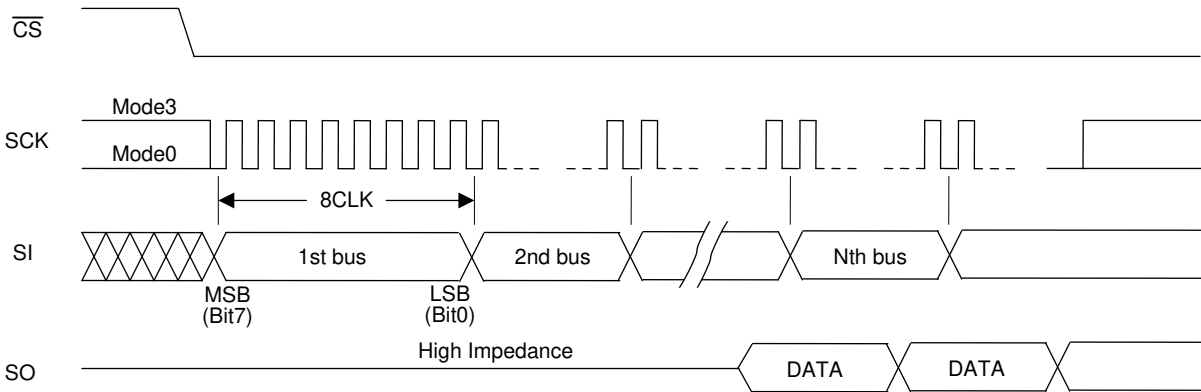 CS
Mode3
SCK
Mode0
8CLK
SI
1st bus
2nd bus
Nth bus
MSB
(Bit7)
LSB
(Bit0)
High Impedance
SO
DATA
DATA